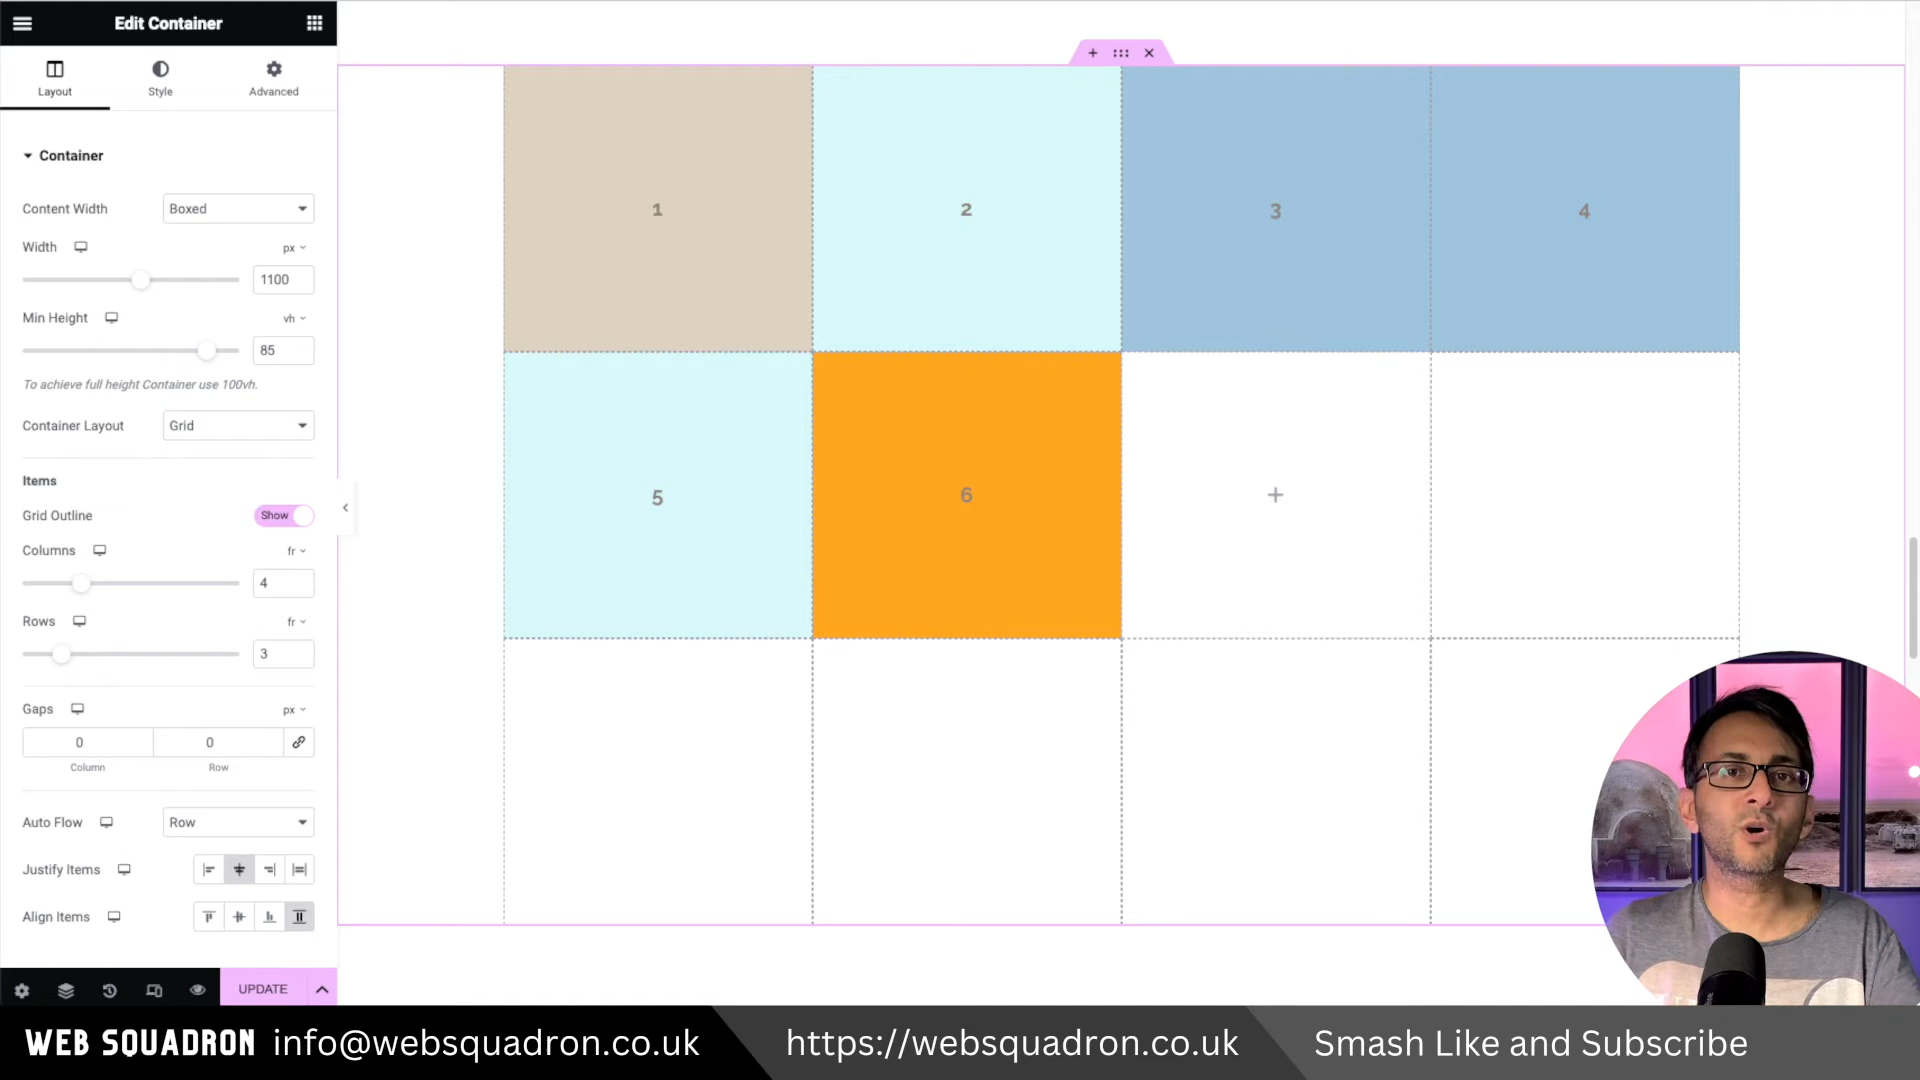 Edit Container
Layout
Style
Advanced
Container
Content Width
Boxed
Width
px
1100
Min Height
vh
85
To achieve full height Container use 100vh.
Container Layout
Grid
Items
Grid Outline
Show
Columns
fr
4
Rows
fr
3
Gaps
px
0
0
Column
Row
Auto Flow
Row
Justify Items
Align Items
UPDATE
1
2
3
4
5
6
WEB SQUADRON
info@websquadron.co.uk
https://websquadron.co.uk
Smash Like and Subscribe